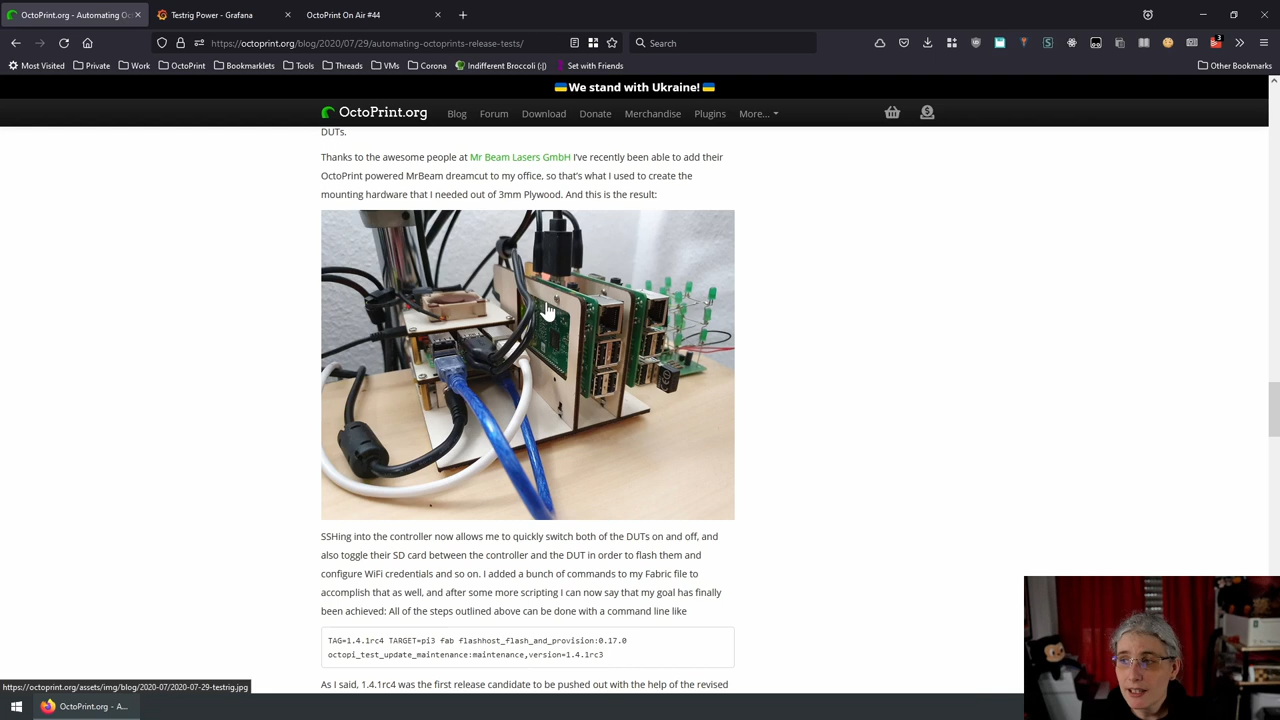 OctoPrint.org - Automating Oc
Testrig Power - Grafana
OctoPrint On Air #44
https://octoprint.org/blog/2020/07/29/automating-octoprints-release-tests/
Search
3
Most Visited
Private
Work
OctoPrint
Bookmarklets
Tools
Threads
VMs
Corona
Indifferent Broccoli (:|)
Set with Friends
Other Bookmarks
We stand with Ukraine!
OctoPrint.org
Blog
Forum
Download
Donate
Merchandise
Plugins
More...
DUTs.
Thanks to the awesome people at Mr Beam Lasers GmbH I've recently been able to add their
OctoPrint powered MrBeam dreamcut to my office, so that's what I used to create the
mounting hardware that I needed out of 3mm Plywood. And this is the result:
SSHing into the controller now allows me to quickly switch both of the DUTs on and off, and
also toggle their SD card between the controller and the DUT in order to flash them and
configure WiFi credentials and so on. I added a bunch of commands to my Fabric file to
accomplish that as well, and after some more scripting I can now say that my goal has finally
been achieved: All of the steps outlined above can be done with a command line like
TAG=1.4.1rc4 TARGET=pi3 fab flashhost_flash_and_provision:0.17.0
octopi_test_update_maintenance:maintenance,version=1.4.1rc3
As I said, 1.4.1rc4 was the first release candidate to be pushed out with the help of the revised
https://octoprint.org/assets/img/blog/2020-07/2020-07-29-testrig.jpg
OctoPrint.org - A...